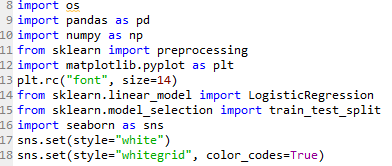 8 import os
9 import pandas as pd
10 import numpy as np
11 from sklearn import preprocessing
12 import matplotlib.pyplot as plt
13 plt.rc("font", size=14)
14 from sklearn.linear_model import LogisticRegression
15 from sklearn.model_selection import train_test_split
16 import seaborn as sns
17 sns.set(style="white")
18 sns.set(style="whitegrid", color_codes=True)